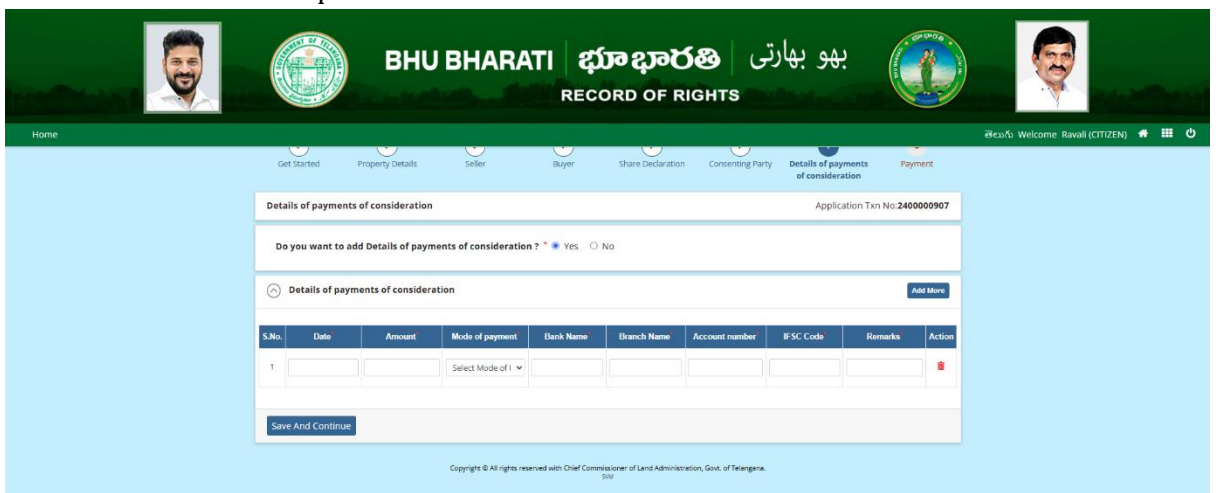 BHU BHARATI భూ భారతి بھو بھارتی
RECORD OF RIGHTS
Home తెలుగు Welcome Ravali (CITIZEN)
Get Started Property Details Seller Buyer Share Declaration Consenting Party Details of payments of consideration Payment
Details of payments of consideration Application Txn No:2400000907
Do you want to add Details of payments of consideration ? * Yes No
Details of payments of consideration Add More
S.No. Date* Amount* Mode of payment* Bank Name* Branch Name* Account number* IFSC Code* Remarks* Action
1 Select Mode of I
Save And Continue
Copyright © All rights reserved with Chief Commissioner of Land Administration, Govt. of Telangana.
SVM